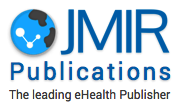 JMIR
Publications
The leading eHealth Publisher